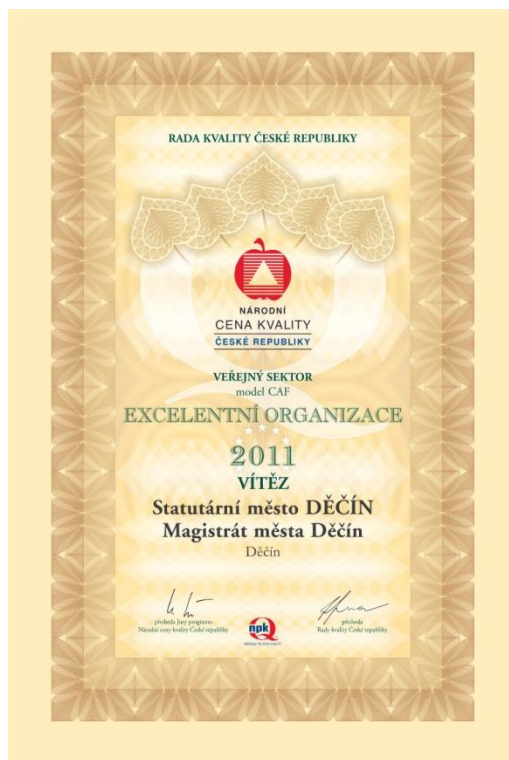 RADA KVALITY ČESKÉ REPUBLIKY
NÁRODNÍ
CENA KVALITY
ČESKÉ REPUBLIKY
VEŘEJNÝ SEKTOR
model CAF
EXCELENTNÍ ORGANIZACE
2011
VÍTĚZ
Statutární město DĚČÍN
Magistrát města Děčín
Děčín
předseda Jury programu
Národní ceny kvality České republiky
npk
předseda
Rady kvality České republiky